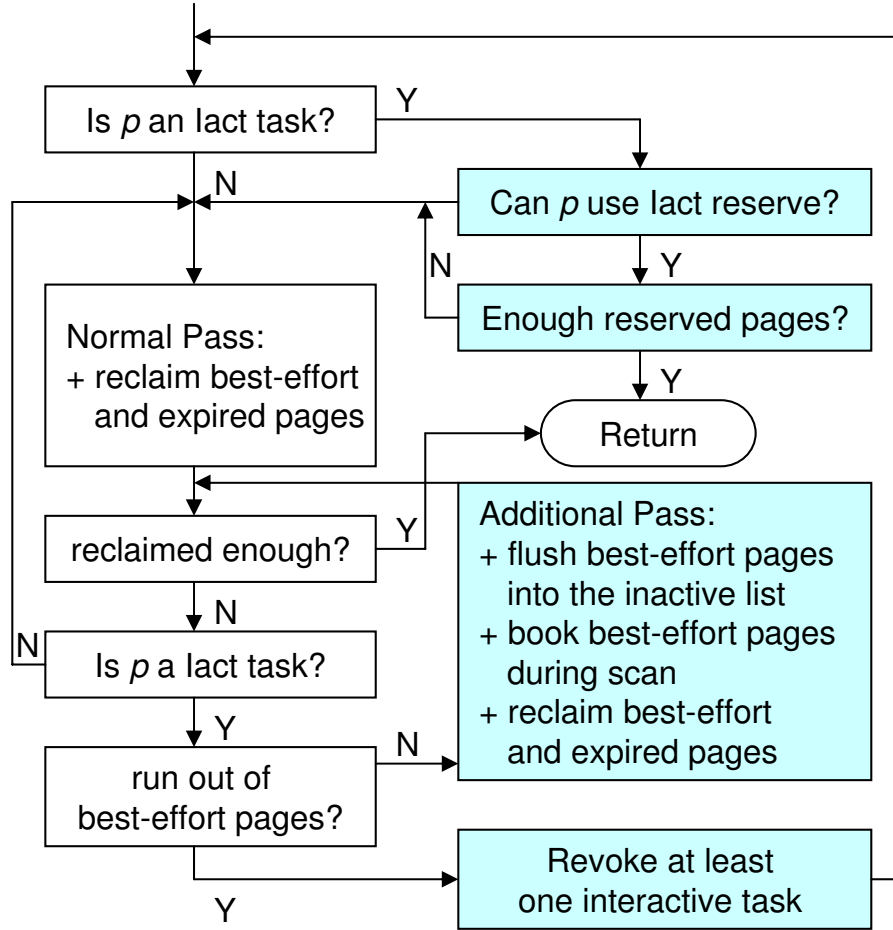 Is p an Iact task?
Y
N
Can p use Iact reserve?
Y
N
Enough reserved pages?
Y
Normal Pass:
+ reclaim best-effort
and expired pages
Return
reclaimed enough?
Y
N
Additional Pass:
+ flush best-effort pages
into the inactive list
+ book best-effort pages
during scan
+ reclaim best-effort
and expired pages
N
Is p a Iact task?
Y
N
run out of
best-effort pages?
Y
Revoke at least
one interactive task